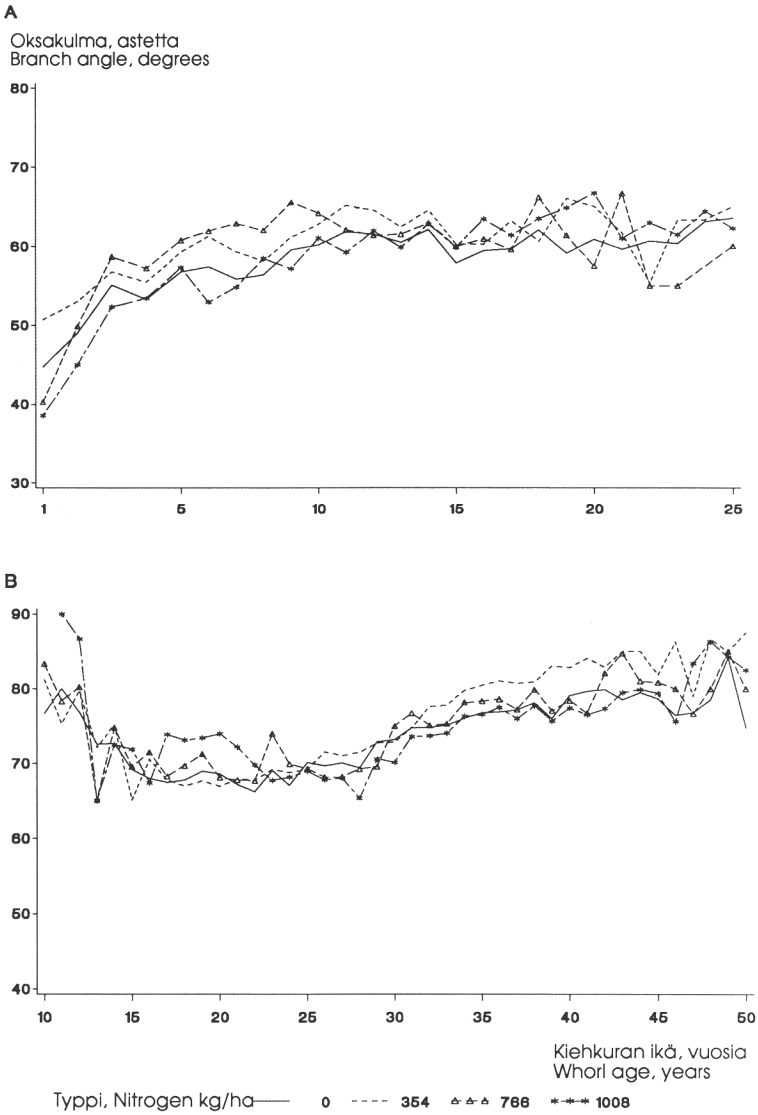 A
Oksakulma, astetta
Branch angle, degrees
80
70
60
50
40
30
1 5 10 15 20 25
B
90
80
70
60
50
40
10 15 20 25 30 35 40 45 50
Kiehkuran ikä, vuosia
Whorl age, years
Typpi, Nitrogen kg/ha 0 354 766 1008